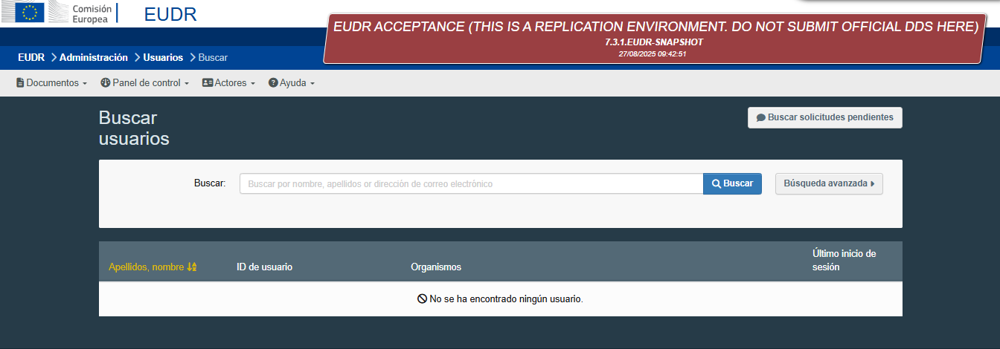 Comisión
Europea
EUDR
EUDR ACCEPTANCE (THIS IS A REPLICATION ENVIRONMENT. DO NOT SUBMIT OFFICIAL DDS HERE)
7.3.1.EUDR-SNAPSHOT
27/08/2025 09:42:51
EUDR Administración Usuarios Buscar
Documentos Panel de control Actores Ayuda
Buscar
usuarios
Buscar solicitudes pendientes
Buscar: Buscar por nombre, apellidos or dirección de correo electrónico Buscar Búsqueda avanzada
Apellidos, nombre ID de usuario Organismos Último inicio de
sesión
No se ha encontrado ningún usuario.